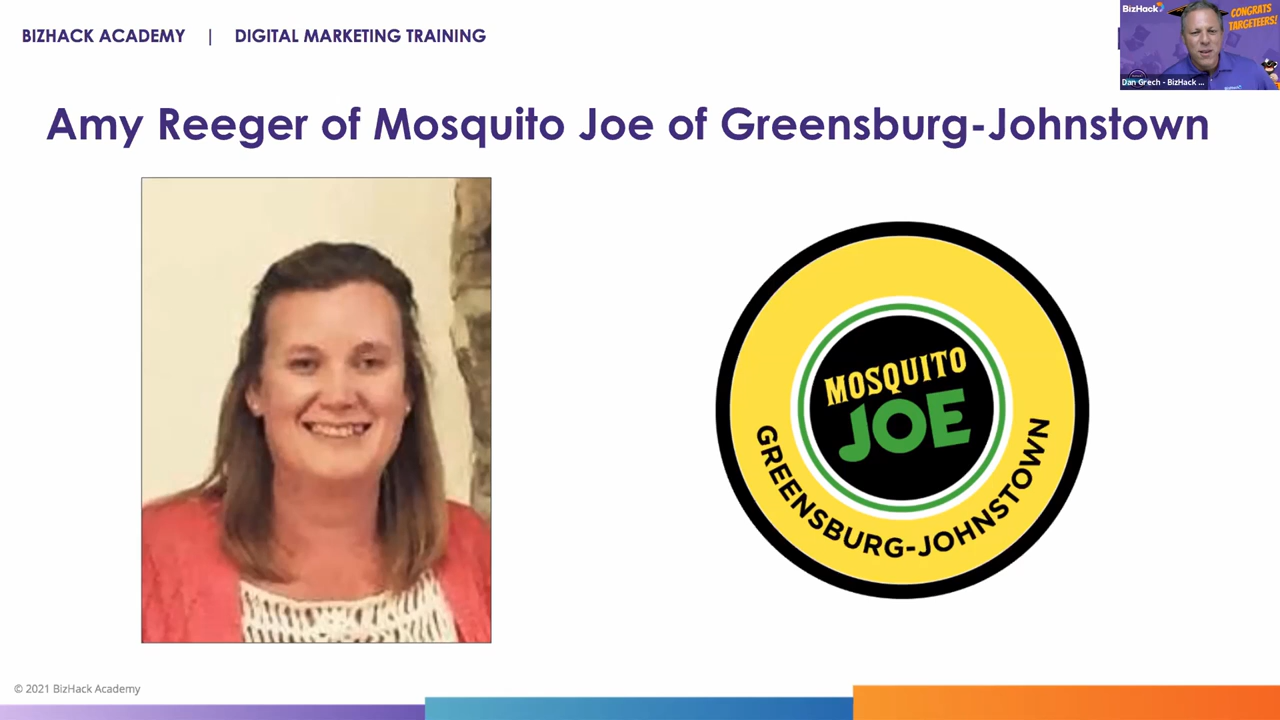 BIZHACK ACADEMY | DIGITAL MARKETING TRAINING
BizHack
CONGRATS
TARGETEERS!
Dan Grech - BizHack ...
Amy Reeger of Mosquito Joe of Greensburg-Johnstown
MOSQUITO
JOE
GREENSBURG-JOHNSTOWN
© 2021 BizHack Academy